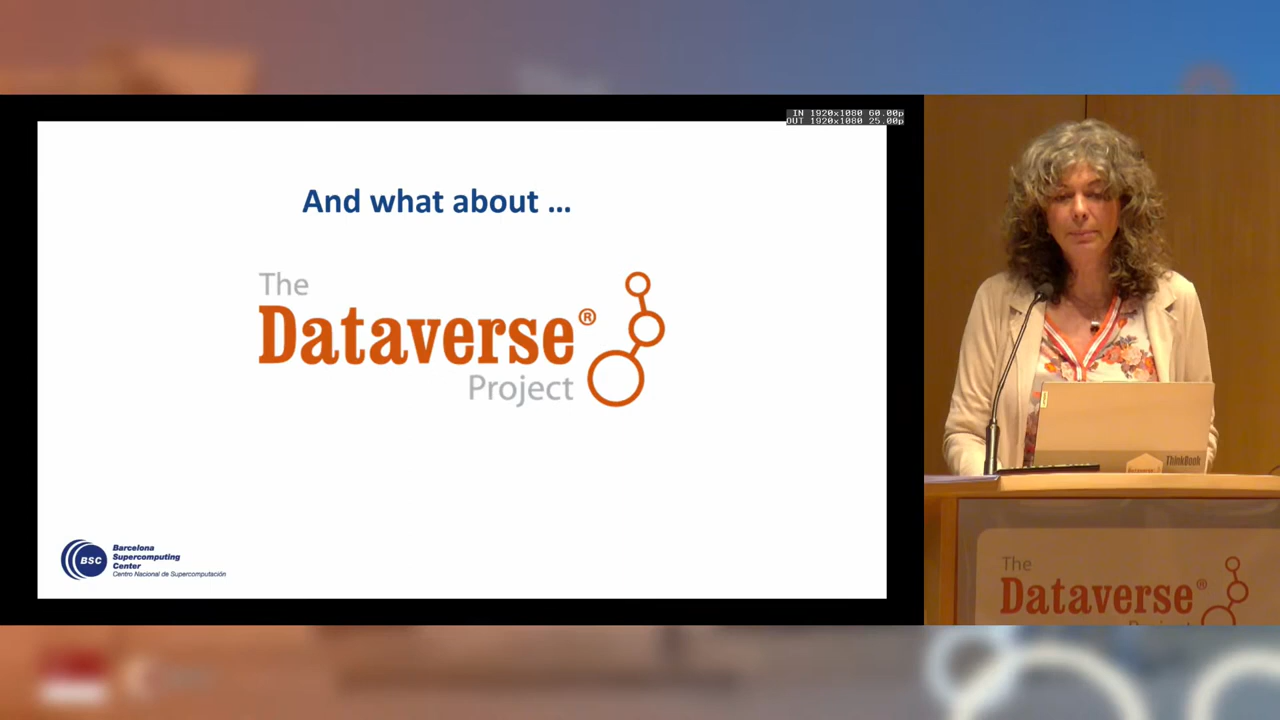 IN 1920x1080 60.00p
OUT 1920x1080 25.00p
And what about ...
The
Dataverse®
Project
BSC
Barcelona
Supercomputing
Center
Centro Nacional de Supercomputación
ThinkBook
The
Dataverse®
Project